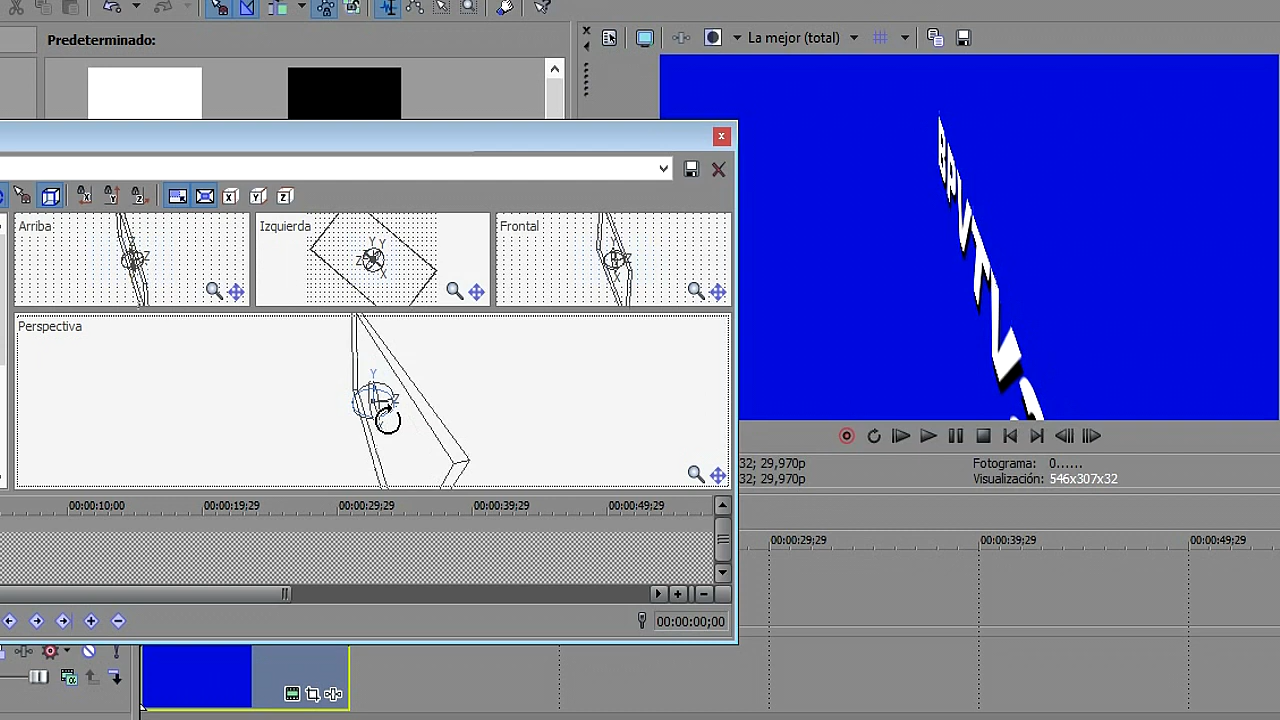 Predeterminado:
La mejor (total)
Arriba
Izquierda
Frontal
Perspectiva
00:00:10;00
00:00:19;29
00:00:29;29
00:00:39;29
00:00:49;29
00:00:00;00
32; 29,970p
32; 29,970p
Fotograma: 0......
Visualización: 546x307x32
00:00:29;29
00:00:39;29
00:00:49;29